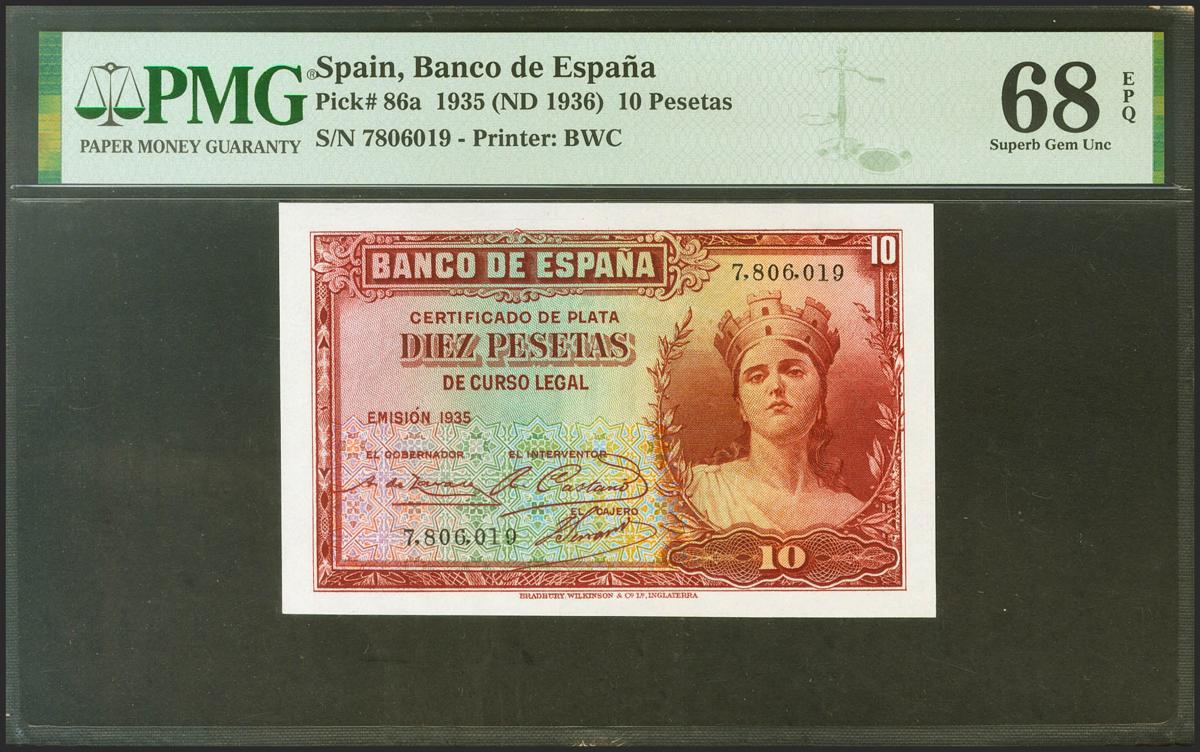 PMG®
PAPER MONEY GUARANTY
Spain, Banco de España
Pick# 86a 1935 (ND 1936) 10 Pesetas
S/N 7806019 - Printer: BWC
68
EPQ
Superb Gem Unc
BANCO DE ESPAÑA
7,806,019
10
CERTIFICADO DE PLATA
DIEZ PESETAS
DE CURSO LEGAL
EMISIÓN 1935
EL GOBERNADOR
EL INTERVENTOR
EL CAJERO
7,806,019
10
BRADBURY, WILKINSON & Cº Lᵈ, INGLATERRA